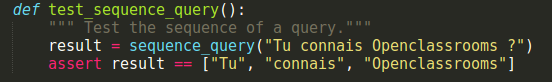 def test_sequence_query():
    """ Test the sequence of a query."""
    result = sequence_query("Tu connais Openclassrooms ?")
    assert result == ["Tu", "connais", "Openclassrooms"]